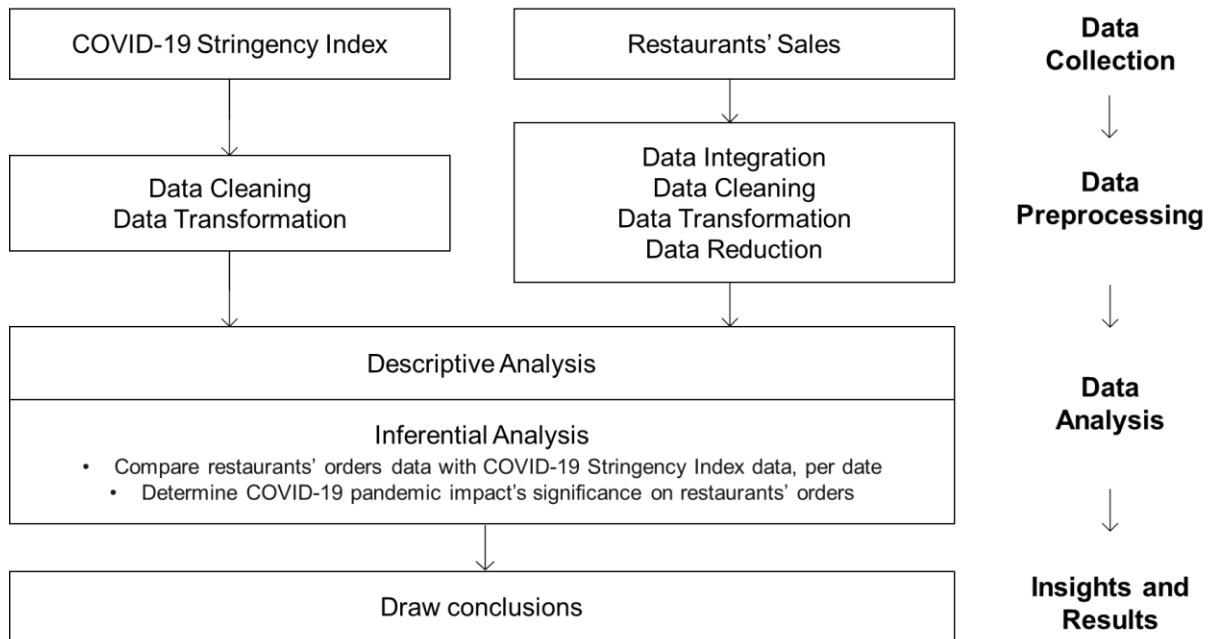 COVID-19 Stringency Index
Restaurants’ Sales
Data
Collection
Data Cleaning
Data Transformation
Data Integration
Data Cleaning
Data Transformation
Data Reduction
Data
Preprocessing
Descriptive Analysis
Inferential Analysis
• Compare restaurants’ orders data with COVID-19 Stringency Index data, per date
• Determine COVID-19 pandemic impact’s significance on restaurants’ orders
Data
Analysis
Draw conclusions
Insights and
Results